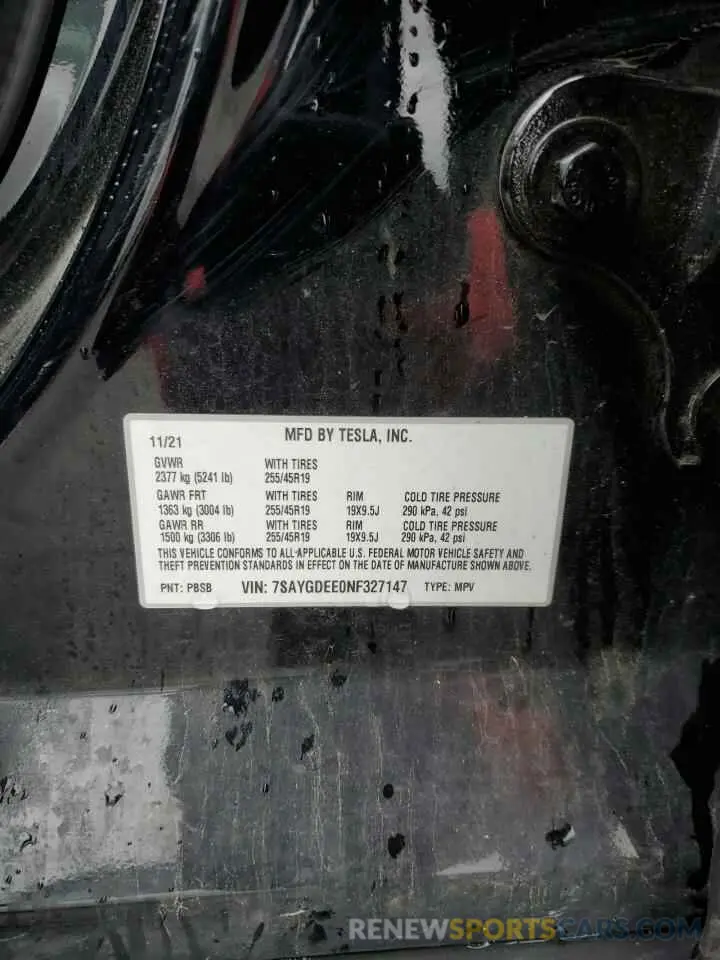 11/21 MFD BY TESLA, INC.
GVWR WITH TIRES
2377 kg (5241 lb) 255/45R19
GAWR FRT WITH TIRES RIM COLD TIRE PRESSURE
1363 kg (3004 lb) 255/45R19 19X9.5J 290 kPa, 42 psi
GAWR RR WITH TIRES RIM COLD TIRE PRESSURE
1500 kg (3306 lb) 255/45R19 19X9.5J 290 kPa, 42 psi
THIS VEHICLE CONFORMS TO ALL APPLICABLE U.S. FEDERAL MOTOR VEHICLE SAFETY AND
THEFT PREVENTION STANDARDS IN EFFECT ON THE DATE OF MANUFACTURE SHOWN ABOVE.
PNT: PBSB VIN: 7SAYGDEE0NF327147 TYPE: MPV
RENEWSPORTSCARS.COM